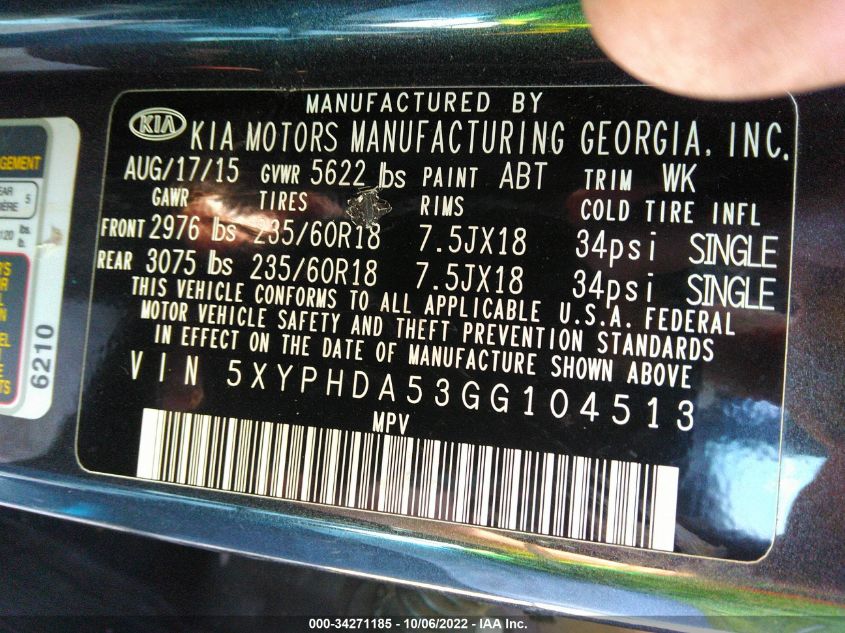 MANUFACTURED BY
KIA KIA MOTORS MANUFACTURING GEORGIA, INC.
AUG/17/15 GVWR 5622 lbs PAINT ABT TRIM WK
GAWR TIRES RIMS COLD TIRE INFL
FRONT 2976 lbs 235/60R18 7.5JX18 34psi SINGLE
REAR 3075 lbs 235/60R18 7.5JX18 34psi SINGLE
THIS VEHICLE CONFORMS TO ALL APPLICABLE U.S.A. FEDERAL
MOTOR VEHICLE SAFETY AND THEFT PREVENTION STANDARDS
IN EFFECT ON THE DATE OF MANUFACTURE SHOWN ABOVE
VIN 5XYPHDA53GG104513
MPV
5
120 lbs.
lb.
6210
000-34271185 - 10/06/2022 - IAA Inc.